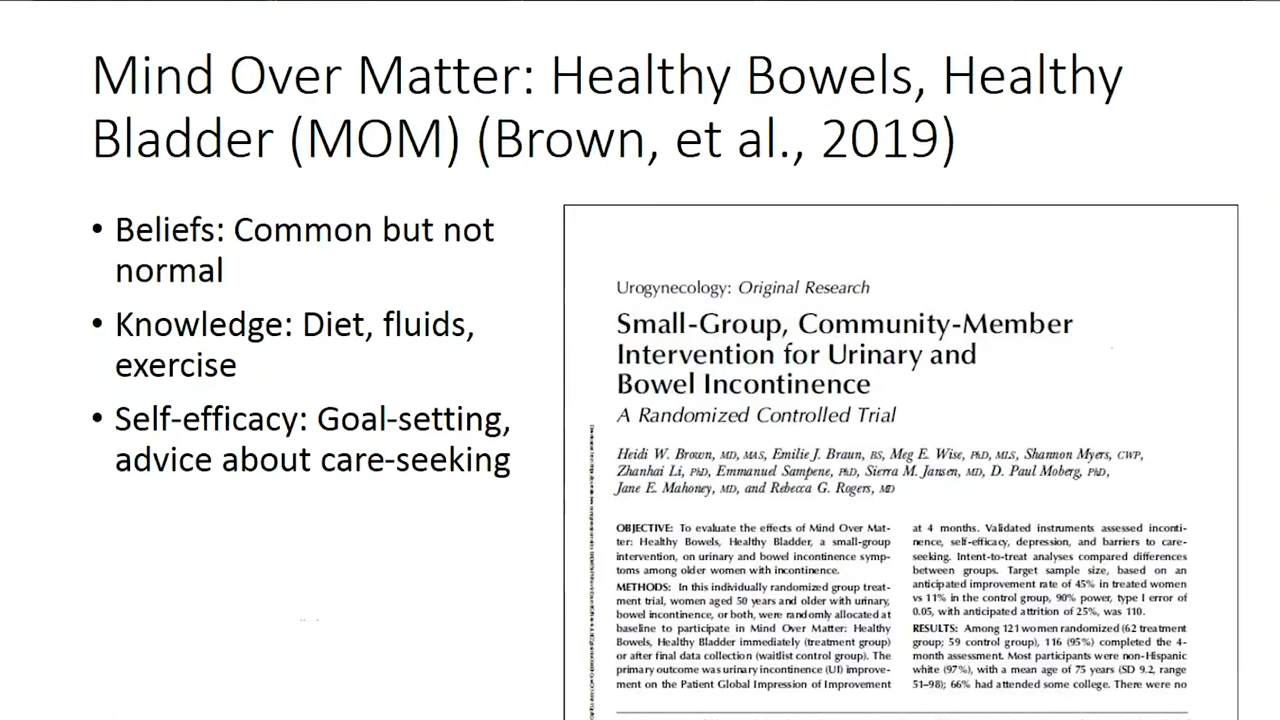 Mind Over Matter: Healthy Bowels, Healthy
Bladder (MOM) (Brown, et al., 2019)
• Beliefs: Common but not
normal
• Knowledge: Diet, fluids,
exercise
• Self-efficacy: Goal-setting,
advice about care-seeking
Urogynecology: Original Research
Small-Group, Community-Member
Intervention for Urinary and
Bowel Incontinence
A Randomized Controlled Trial
Heidi W. Brown, MD, MAS, Emilie J. Braun, BS, Meg E. Wise, PhD, MLS, Shannon Myers, CWP,
Zhanhai Li, PhD, Emmanuel Sampene, PhD, Sierra M. Jansen, MD, D. Paul Moberg, PhD,
Jane E. Mahoney, MD, and Rebecca G. Rogers, MD
OBJECTIVE: To evaluate the effects of Mind Over Mat-
ter: Healthy Bowels, Healthy Bladder, a small-group
intervention, on urinary and bowel incontinence symp-
toms among older women with incontinence.
METHODS: In this individually randomized group treat-
ment trial, women aged 50 years and older with urinary,
bowel incontinence, or both, were randomly allocated at
baseline to participate in Mind Over Matter: Healthy
Bowels, Healthy Bladder immediately (treatment group)
or after final data collection (waitlist control group). The
primary outcome was urinary incontinence (UI) improve-
ment on the Patient Global Impression of Improvement
at 4 months. Validated instruments assessed inconti-
nence, self-efficacy, depression, and barriers to care-
seeking. Intent-to-treat analyses compared differences
between groups. Target sample size, based on an
anticipated improvement rate of 45% in treated women
vs 11% in the control group, 90% power, type I error of
0.05, with anticipated attrition of 25%, was 110.
RESULTS: Among 121 women randomized (62 treatment
group; 59 control group), 116 (95%) completed the 4-
month assessment. Most participants were non-Hispanic
white (97%), with a mean age of 75 years (SD 9.2, range
51–98); 66% had attended some college. There were no